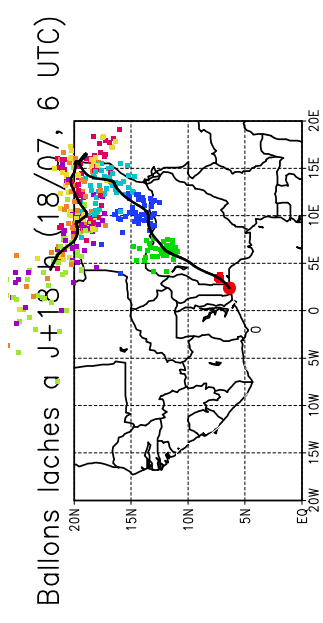 Ballons laches a J+18 h (18/07, 6 UTC)
20N
15N
10N
5N
0
EQ
20W 15W 10W 5W 0 5E 10E 15E 20E